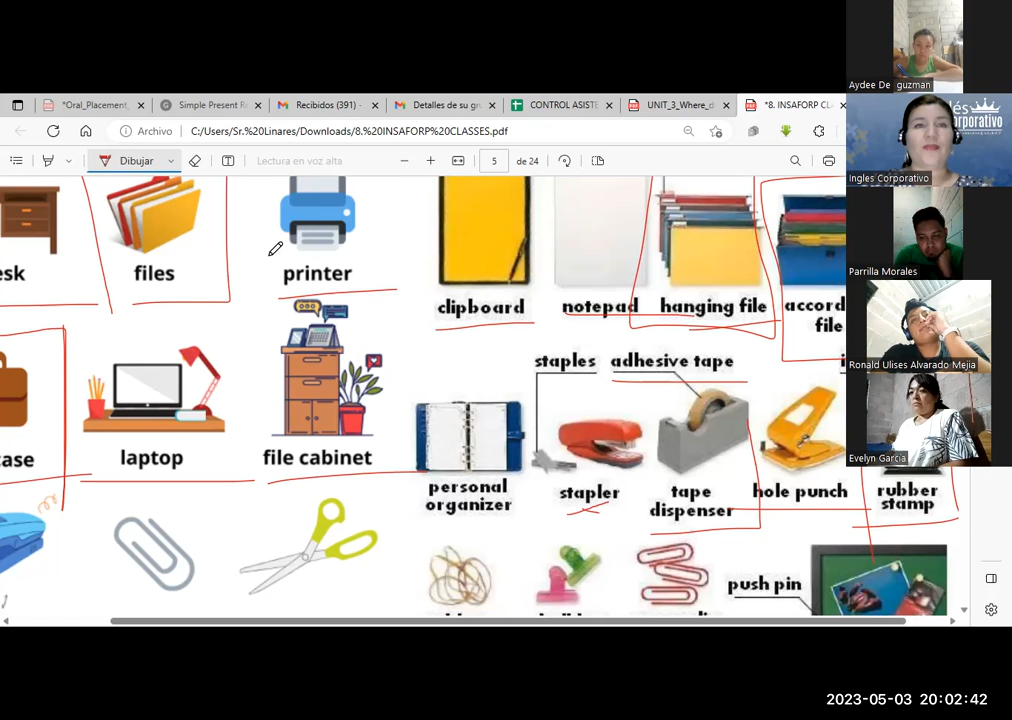 Aydee De guzman
*Oral_Placement_
Simple Present R
Recibidos (391) -
Detalles de su gr
CONTROL ASISTE
UNIT_3_Where_d
*8. INSAFORP CL
lés
orporativo
Archivo
C:/Users/Sr.%20Linares/Downloads/8.%20INSAFORP%20CLASSES.pdf
Dibujar
Lectura en voz alta
5
de 24
Ingles Corporativo
esk
files
printer
clipboard
notepad
hanging file
accord
file
Parrilla Morales
staples
adhesive tape
Ronald Ulises Alvarado Mejia
case
laptop
file cabinet
personal
organizer
stapler
tape
dispenser
hole punch
rubber
stamp
Evelyn Garcia
push pin
2023-05-03 20:02:42